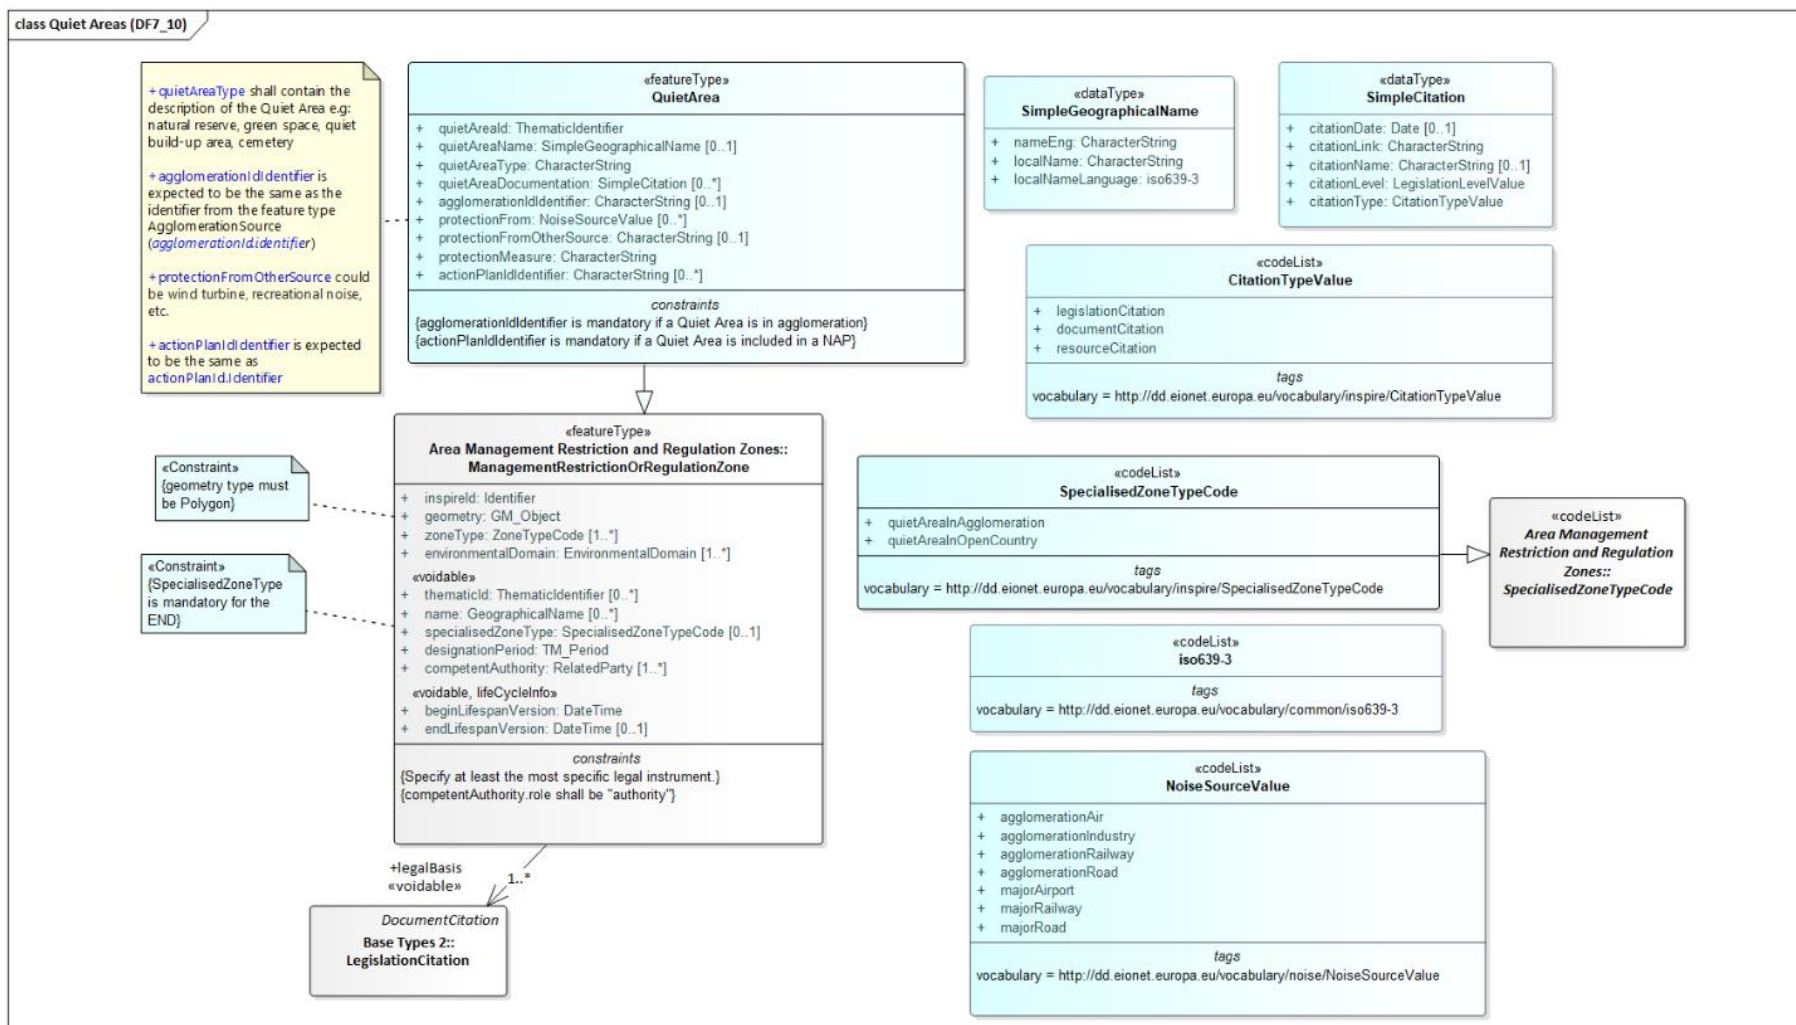 class Quiet Areas (DF7_10)
+quietAreaType shall contain the
description of the Quiet Area e.g:
natural reserve, green space, quiet
build-up area, cemetery
+agglomerationIdIdentifier is
expected to be the same as the
identifier from the feature type
AgglomerationSource
(agglomerationId.identifier)
+protectionFromOtherSource could
be wind turbine, recreational noise,
etc.
+actionPlanIdIdentifier is expected
to be the same as
actionPlanId.Identifier
«featureType»
QuietArea
+ quietAreaId: ThematicIdentifier
+ quietAreaName: SimpleGeographicalName [0..1]
+ quietAreaType: CharacterString
+ quietAreaDocumentation: SimpleCitation [0..*]
+ agglomerationIdIdentifier: CharacterString [0..1]
+ protectionFrom: NoiseSourceValue [0..*]
+ protectionFromOtherSource: CharacterString [0..1]
+ protectionMeasure: CharacterString
+ actionPlanIdIdentifier: CharacterString [0..*]
constraints
{agglomerationIdIdentifier is mandatory if a Quiet Area is in agglomeration}
{actionPlanIdIdentifier is mandatory if a Quiet Area is included in a NAP}
«dataType»
SimpleGeographicalName
+ nameEng: CharacterString
+ localName: CharacterString
+ localNameLanguage: iso639-3
«dataType»
SimpleCitation
+ citationDate: Date [0..1]
+ citationLink: CharacterString
+ citationName: CharacterString [0..1]
+ citationLevel: LegislationLevelValue
+ citationType: CitationTypeValue
«codeList»
CitationTypeValue
+ legislationCitation
+ documentCitation
+ resourceCitation
tags
vocabulary = http://dd.eionet.europa.eu/vocabulary/inspire/CitationTypeValue
«Constraint»
{geometry type must
be Polygon}
«Constraint»
{SpecialisedZoneType
is mandatory for the
END}
«featureType»
Area Management Restriction and Regulation Zones::
ManagementRestrictionOrRegulationZone
+ inspireId: Identifier
+ geometry: GM_Object
+ zoneType: ZoneTypeCode [1..*]
+ environmentalDomain: EnvironmentalDomain [1..*]
«voidable»
+ thematicId: ThematicIdentifier [0..*]
+ name: GeographicalName [0..*]
+ specialisedZoneType: SpecialisedZoneTypeCode [0..1]
+ designationPeriod: TM_Period
+ competentAuthority: RelatedParty [1..*]
«voidable, lifeCycleInfo»
+ beginLifespanVersion: DateTime
+ endLifespanVersion: DateTime [0..1]
constraints
{Specify at least the most specific legal instrument.}
{competentAuthority.role shall be "authority"}
+legalBasis
«voidable»
1..*
DocumentCitation
Base Types 2::
LegislationCitation
«codeList»
SpecialisedZoneTypeCode
+ quietAreaInAgglomeration
+ quietAreaInOpenCountry
tags
vocabulary = http://dd.eionet.europa.eu/vocabulary/inspire/SpecialisedZoneTypeCode
«codeList»
Area Management
Restriction and Regulation
Zones::
SpecialisedZoneTypeCode
«codeList»
iso639-3
tags
vocabulary = http://dd.eionet.europa.eu/vocabulary/common/iso639-3
«codeList»
NoiseSourceValue
+ agglomerationAir
+ agglomerationIndustry
+ agglomerationRailway
+ agglomerationRoad
+ majorAirport
+ majorRailway
+ majorRoad
tags
vocabulary = http://dd.eionet.europa.eu/vocabulary/noise/NoiseSourceValue